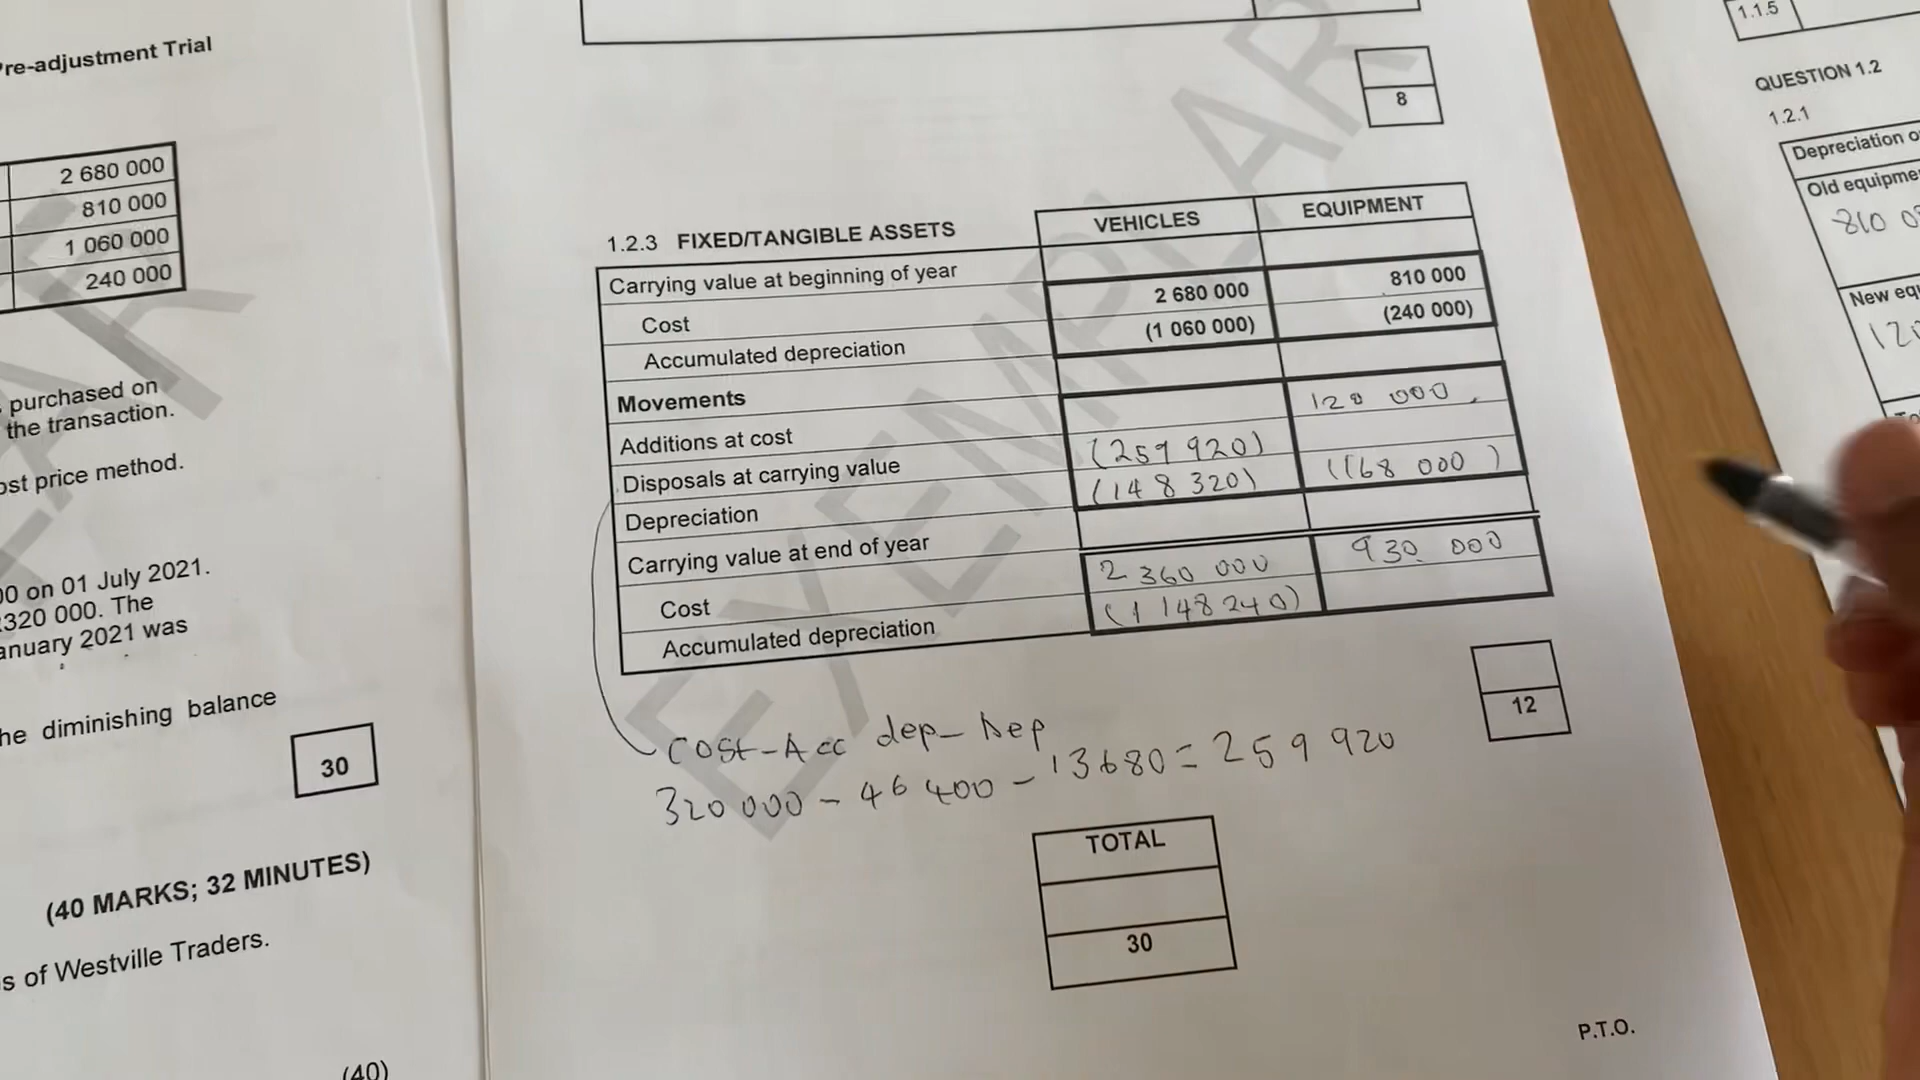 re-adjustment Trial
2 680 000
810 000
1 060 000
240 000
purchased on
the transaction.
ost price method.
00 on 01 July 2021.
320 000. The
anuary 2021 was
he diminishing balance
30
(40 MARKS; 32 MINUTES)
s of Westville Traders.
(40)
8
1.2.3 FIXED/TANGIBLE ASSETS VEHICLES EQUIPMENT
Carrying value at beginning of year
Cost 2 680 000 810 000
Accumulated depreciation (1 060 000) (240 000)
Movements
Additions at cost 120 000
Disposals at carrying value (259 920)
Depreciation (148 320) (168 000)
Carrying value at end of year
Cost 2 360 000 930 000
Accumulated depreciation (1 148 240)
12
Cost-Acc dep- Dep
320 000 - 46 400 - 13680 = 259 920
TOTAL
30
P.T.O.
EXEMPLAR
1.1.5
QUESTION 1.2
1.2.1
Depreciation o
Old equipme
810 0
New equ
120